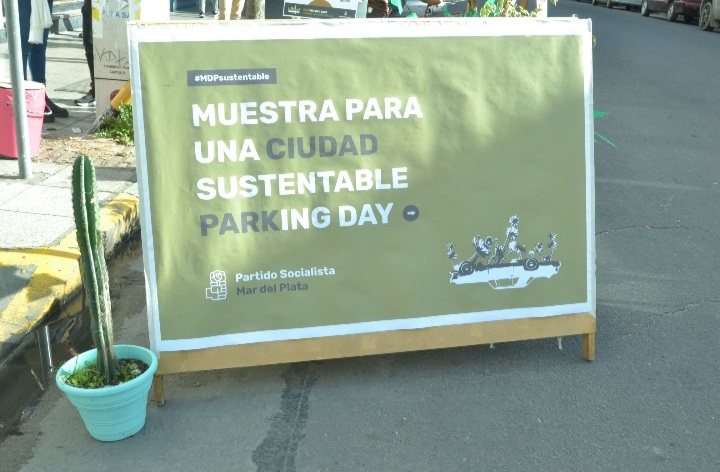 #MDPsustentable
MUESTRA PARA
UNA CIUDAD
SUSTENTABLE
PARKING DAY
Partido Socialista
Mar del Plata